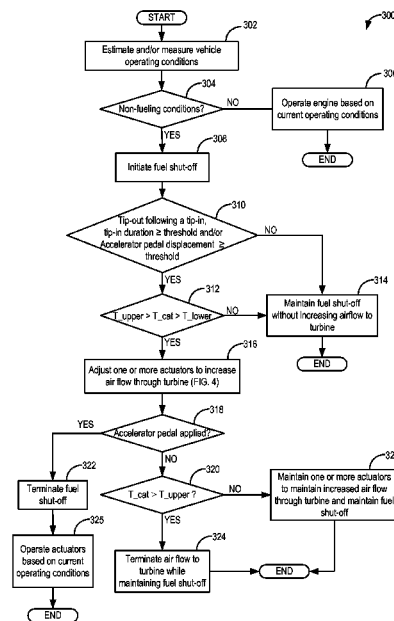 START
300
302
Estimate and/or measure vehicle
operating conditions
304
Non-fueling conditions?
NO
Operate engine based on
current operating conditions
END
YES
Initiate fuel shut-off
310
Tip-out following a tip-in,
tip-in duration ≥ threshold and/or
Accelerator pedal displacement ≥
threshold
NO
YES
312
T_upper > T_cat > T_lower
NO
314
Maintain fuel shut-off
without increasing airflow to
turbine
END
YES
316
Adjust one or more actuators to increase
air flow through turbine (FIG. 4)
318
Accelerator pedal applied?
YES
NO
322
Terminate fuel
shut-off
325
Operate actuators
based on current
operating conditions
END
320
T_cat > T_upper ?
NO
Maintain one or more actuators
to maintain increased air flow
through turbine and maintain fuel
shut-off
YES
324
Terminate air flow to
turbine while
maintaining fuel shut-off
END